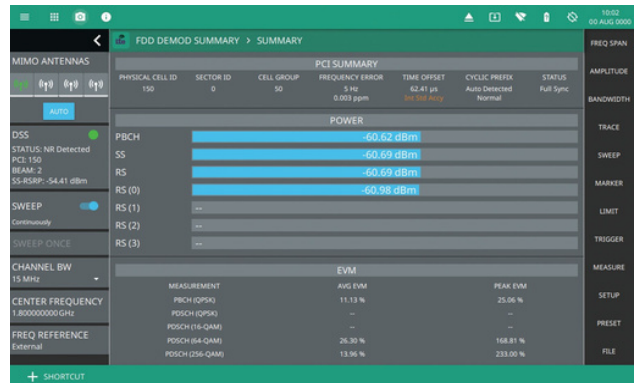 10:02
00 AUG 0000
FDD DEMOD SUMMARY > SUMMARY
MIMO ANTENNAS
AUTO
DSS
STATUS: NR Detected
PCI: 150
BEAM: 2
SS-RSRP: -54.41 dBm
SWEEP
Continuously
SWEEP ONCE
CHANNEL BW
15 MHz
CENTER FREQUENCY
1.800000000 GHz
FREQ REFERENCE
External
+ SHORTCUT
PCI SUMMARY
PHYSICAL CELL ID SECTOR ID CELL GROUP FREQUENCY ERROR TIME OFFSET CYCLIC PREFIX STATUS
150 0 50 5 Hz 62.41 µs Auto Detected Full Sync
0.003 ppm Int Std Accy Normal
POWER
PBCH -60.62 dBm
SS -60.69 dBm
RS -60.69 dBm
RS (0) -60.98 dBm
RS (1) --
RS (2) --
RS (3) --
EVM
MEASUREMENT AVG EVM PEAK EVM
PBCH (QPSK) 11.13 % 25.06 %
PDSCH (QPSK) -- --
PDSCH (16-QAM) -- --
PDSCH (64-QAM) 26.30 % 168.81 %
PDSCH (256-QAM) 13.96 % 233.00 %
FREQ SPAN
AMPLITUDE
BANDWIDTH
TRACE
SWEEP
MARKER
LIMIT
TRIGGER
MEASURE
SETUP
PRESET
FILE